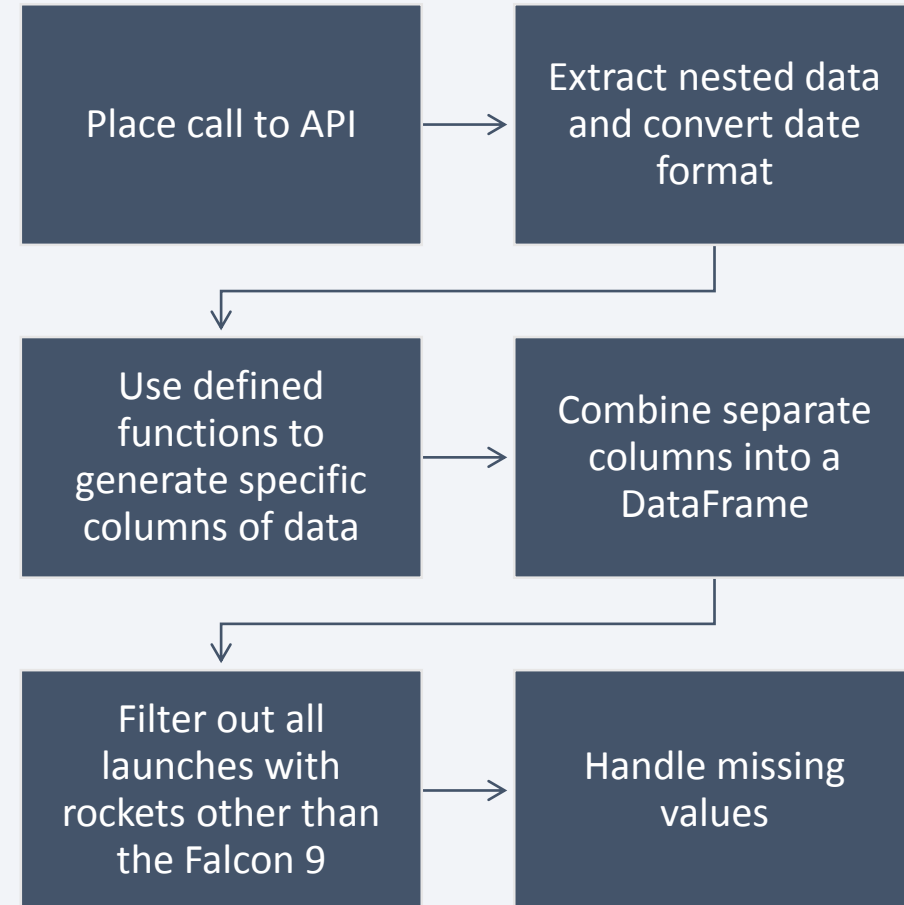 Place call to API
Extract nested data
and convert date
format
Use defined
functions to
generate specific
columns of data
Combine separate
columns into a
DataFrame
Filter out all
launches with
rockets other than
the Falcon 9
Handle missing
values